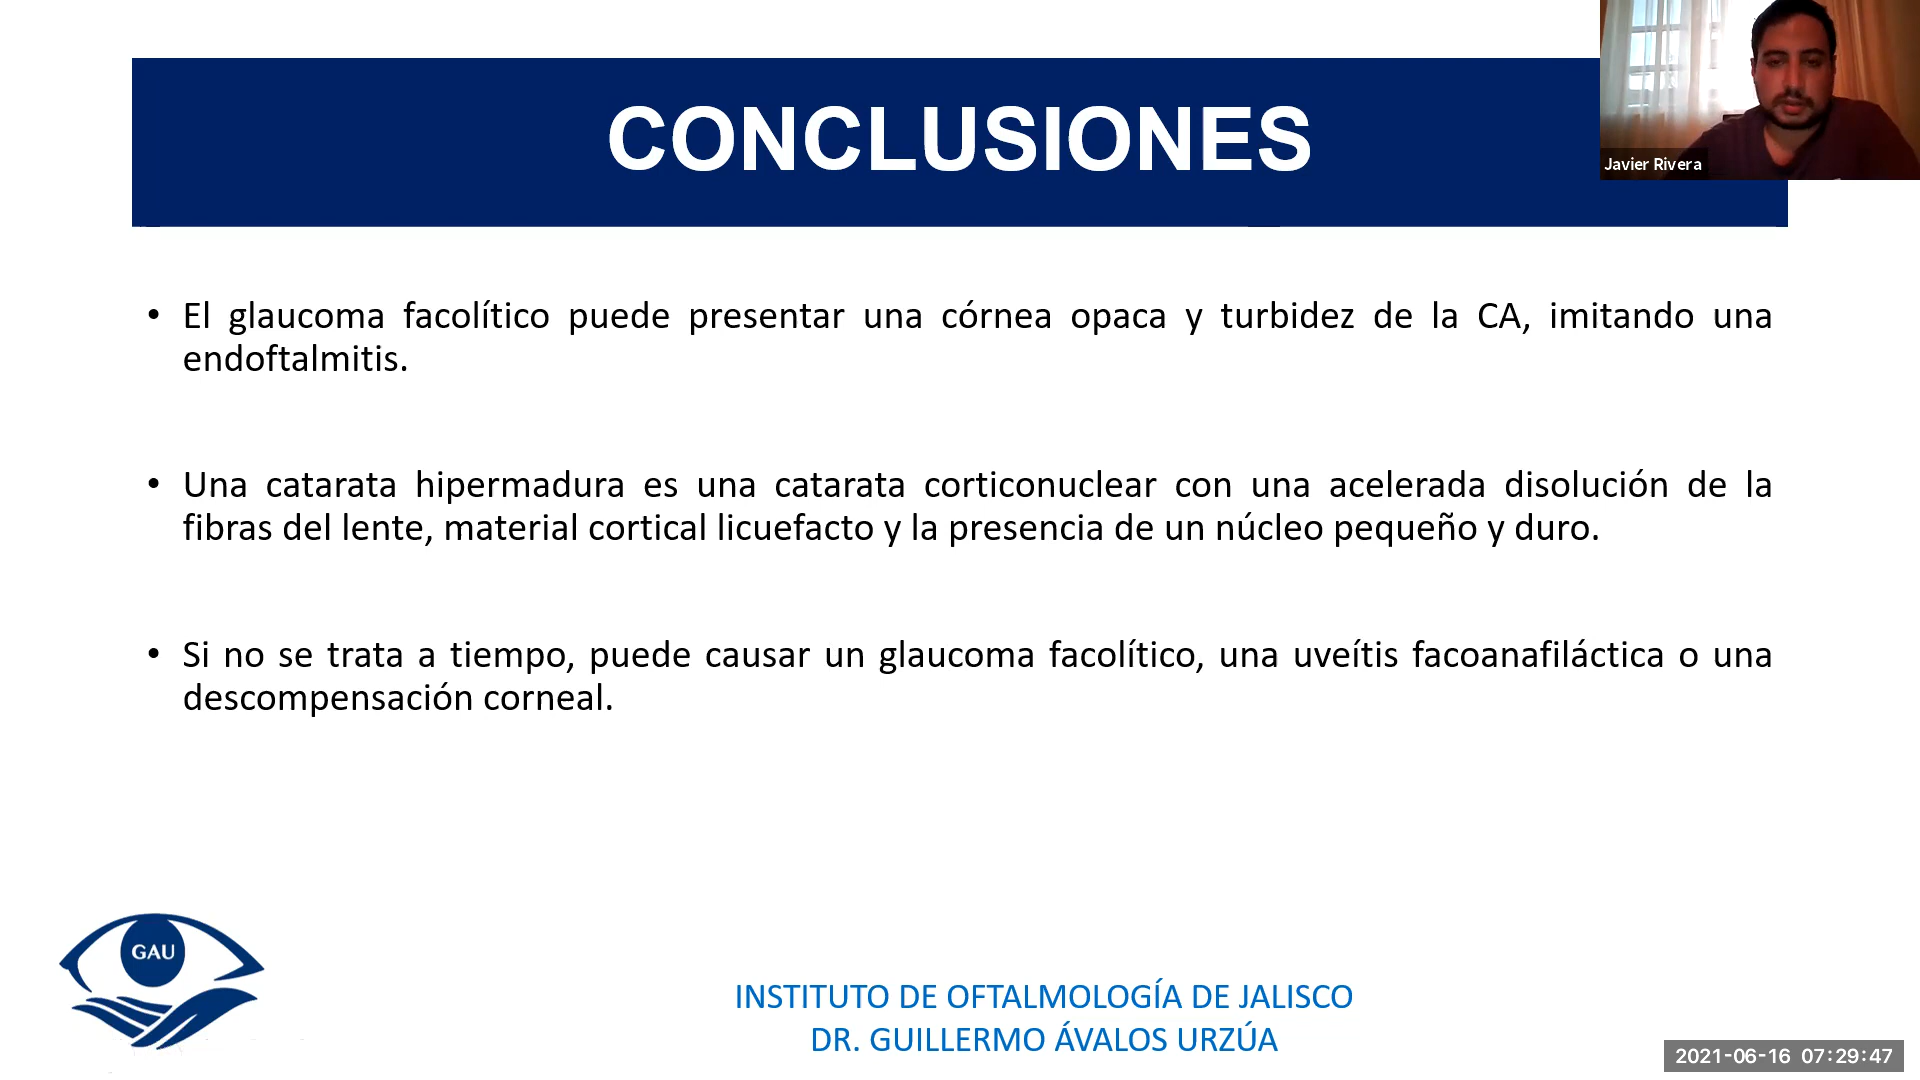 CONCLUSIONES
Javier Rivera
• El glaucoma facolítico puede presentar una córnea opaca y turbidez de la CA, imitando una
endoftalmitis.
• Una catarata hipermadura es una catarata corticonuclear con una acelerada disolución de la
fibras del lente, material cortical licuefacto y la presencia de un núcleo pequeño y duro.
• Si no se trata a tiempo, puede causar un glaucoma facolítico, una uveítis facoanafiláctica o una
descompensación corneal.
GAU
INSTITUTO DE OFTALMOLOGÍA DE JALISCO
DR. GUILLERMO ÁVALOS URZÚA
2021-06-16 07:29:47